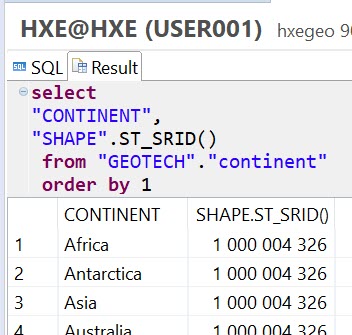 HXE@HXE (USER001) hxegeo 90
SQL Result
select
"CONTINENT",
"SHAPE".ST_SRID()
from "GEOTECH"."continent"
order by 1
CONTINENT SHAPE.ST_SRID()
1 Africa 1 000 004 326
2 Antarctica 1 000 004 326
3 Asia 1 000 004 326
4 Australia 1 000 004 326